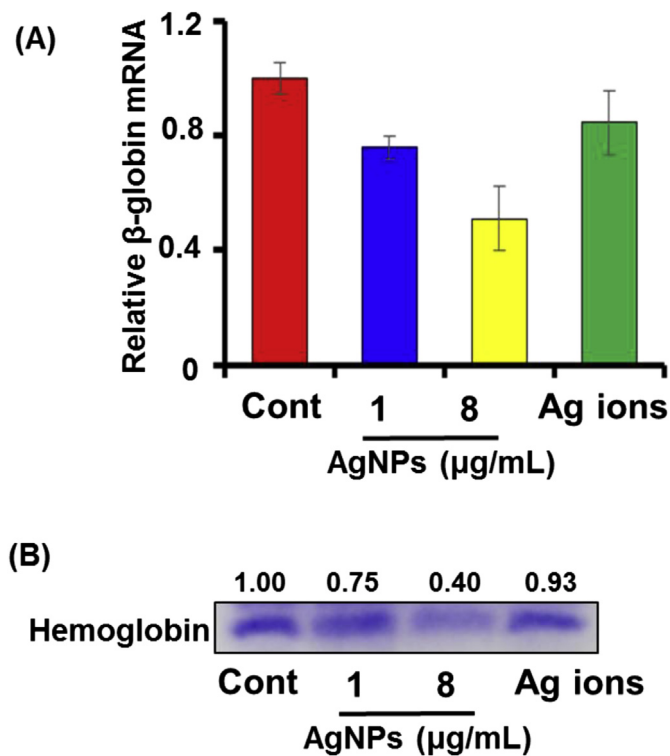 (A)
Relative β-globin mRNA
1.2
0.8
0.4
0
Cont 1 8 Ag ions
AgNPs (µg/mL)
(B)
1.00 0.75 0.40 0.93
Hemoglobin
Cont 1 8 Ag ions
AgNPs (µg/mL)